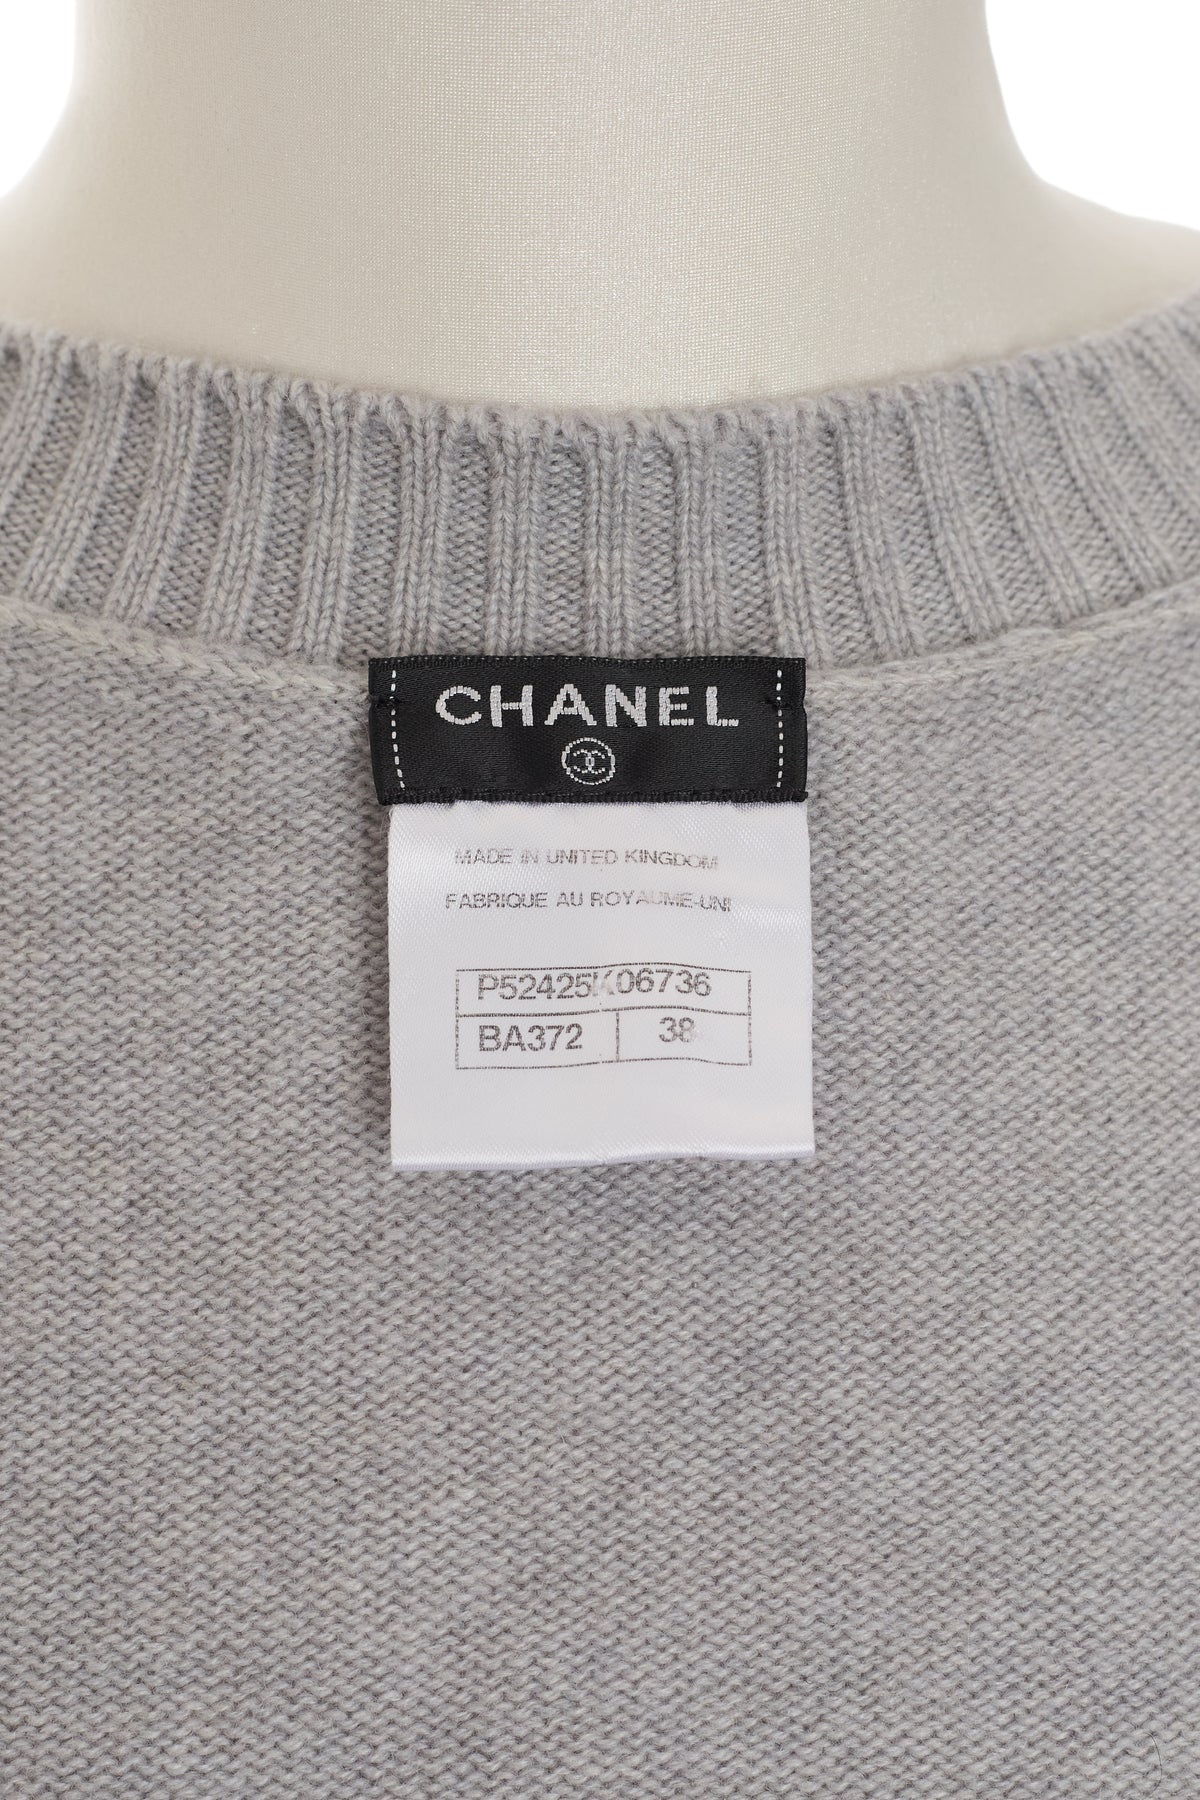 CHANEL
MADE IN UNITED KINGDOM
FABRIQUE AU ROYAUME-UNI
P52425K06736
BA372 38